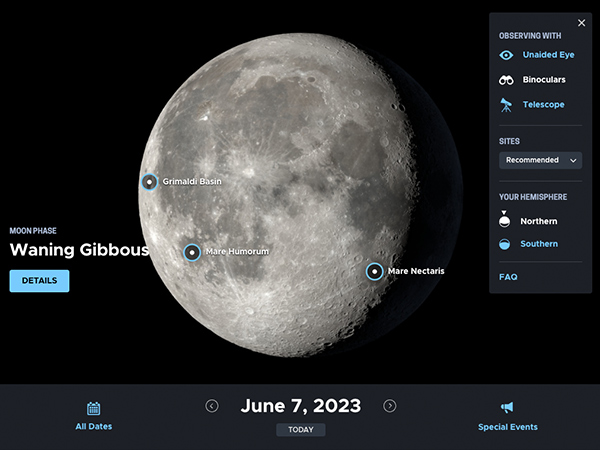 OBSERVING WITH
Unaided Eye
Binoculars
Telescope
SITES
Recommended
YOUR HEMISPHERE
Northern
Southern
FAQ
Grimaldi Basin
MOON PHASE
Waning Gibbous
DETAILS
Mare Humorum
Mare Nectaris
All Dates
June 7, 2023
TODAY
Special Events